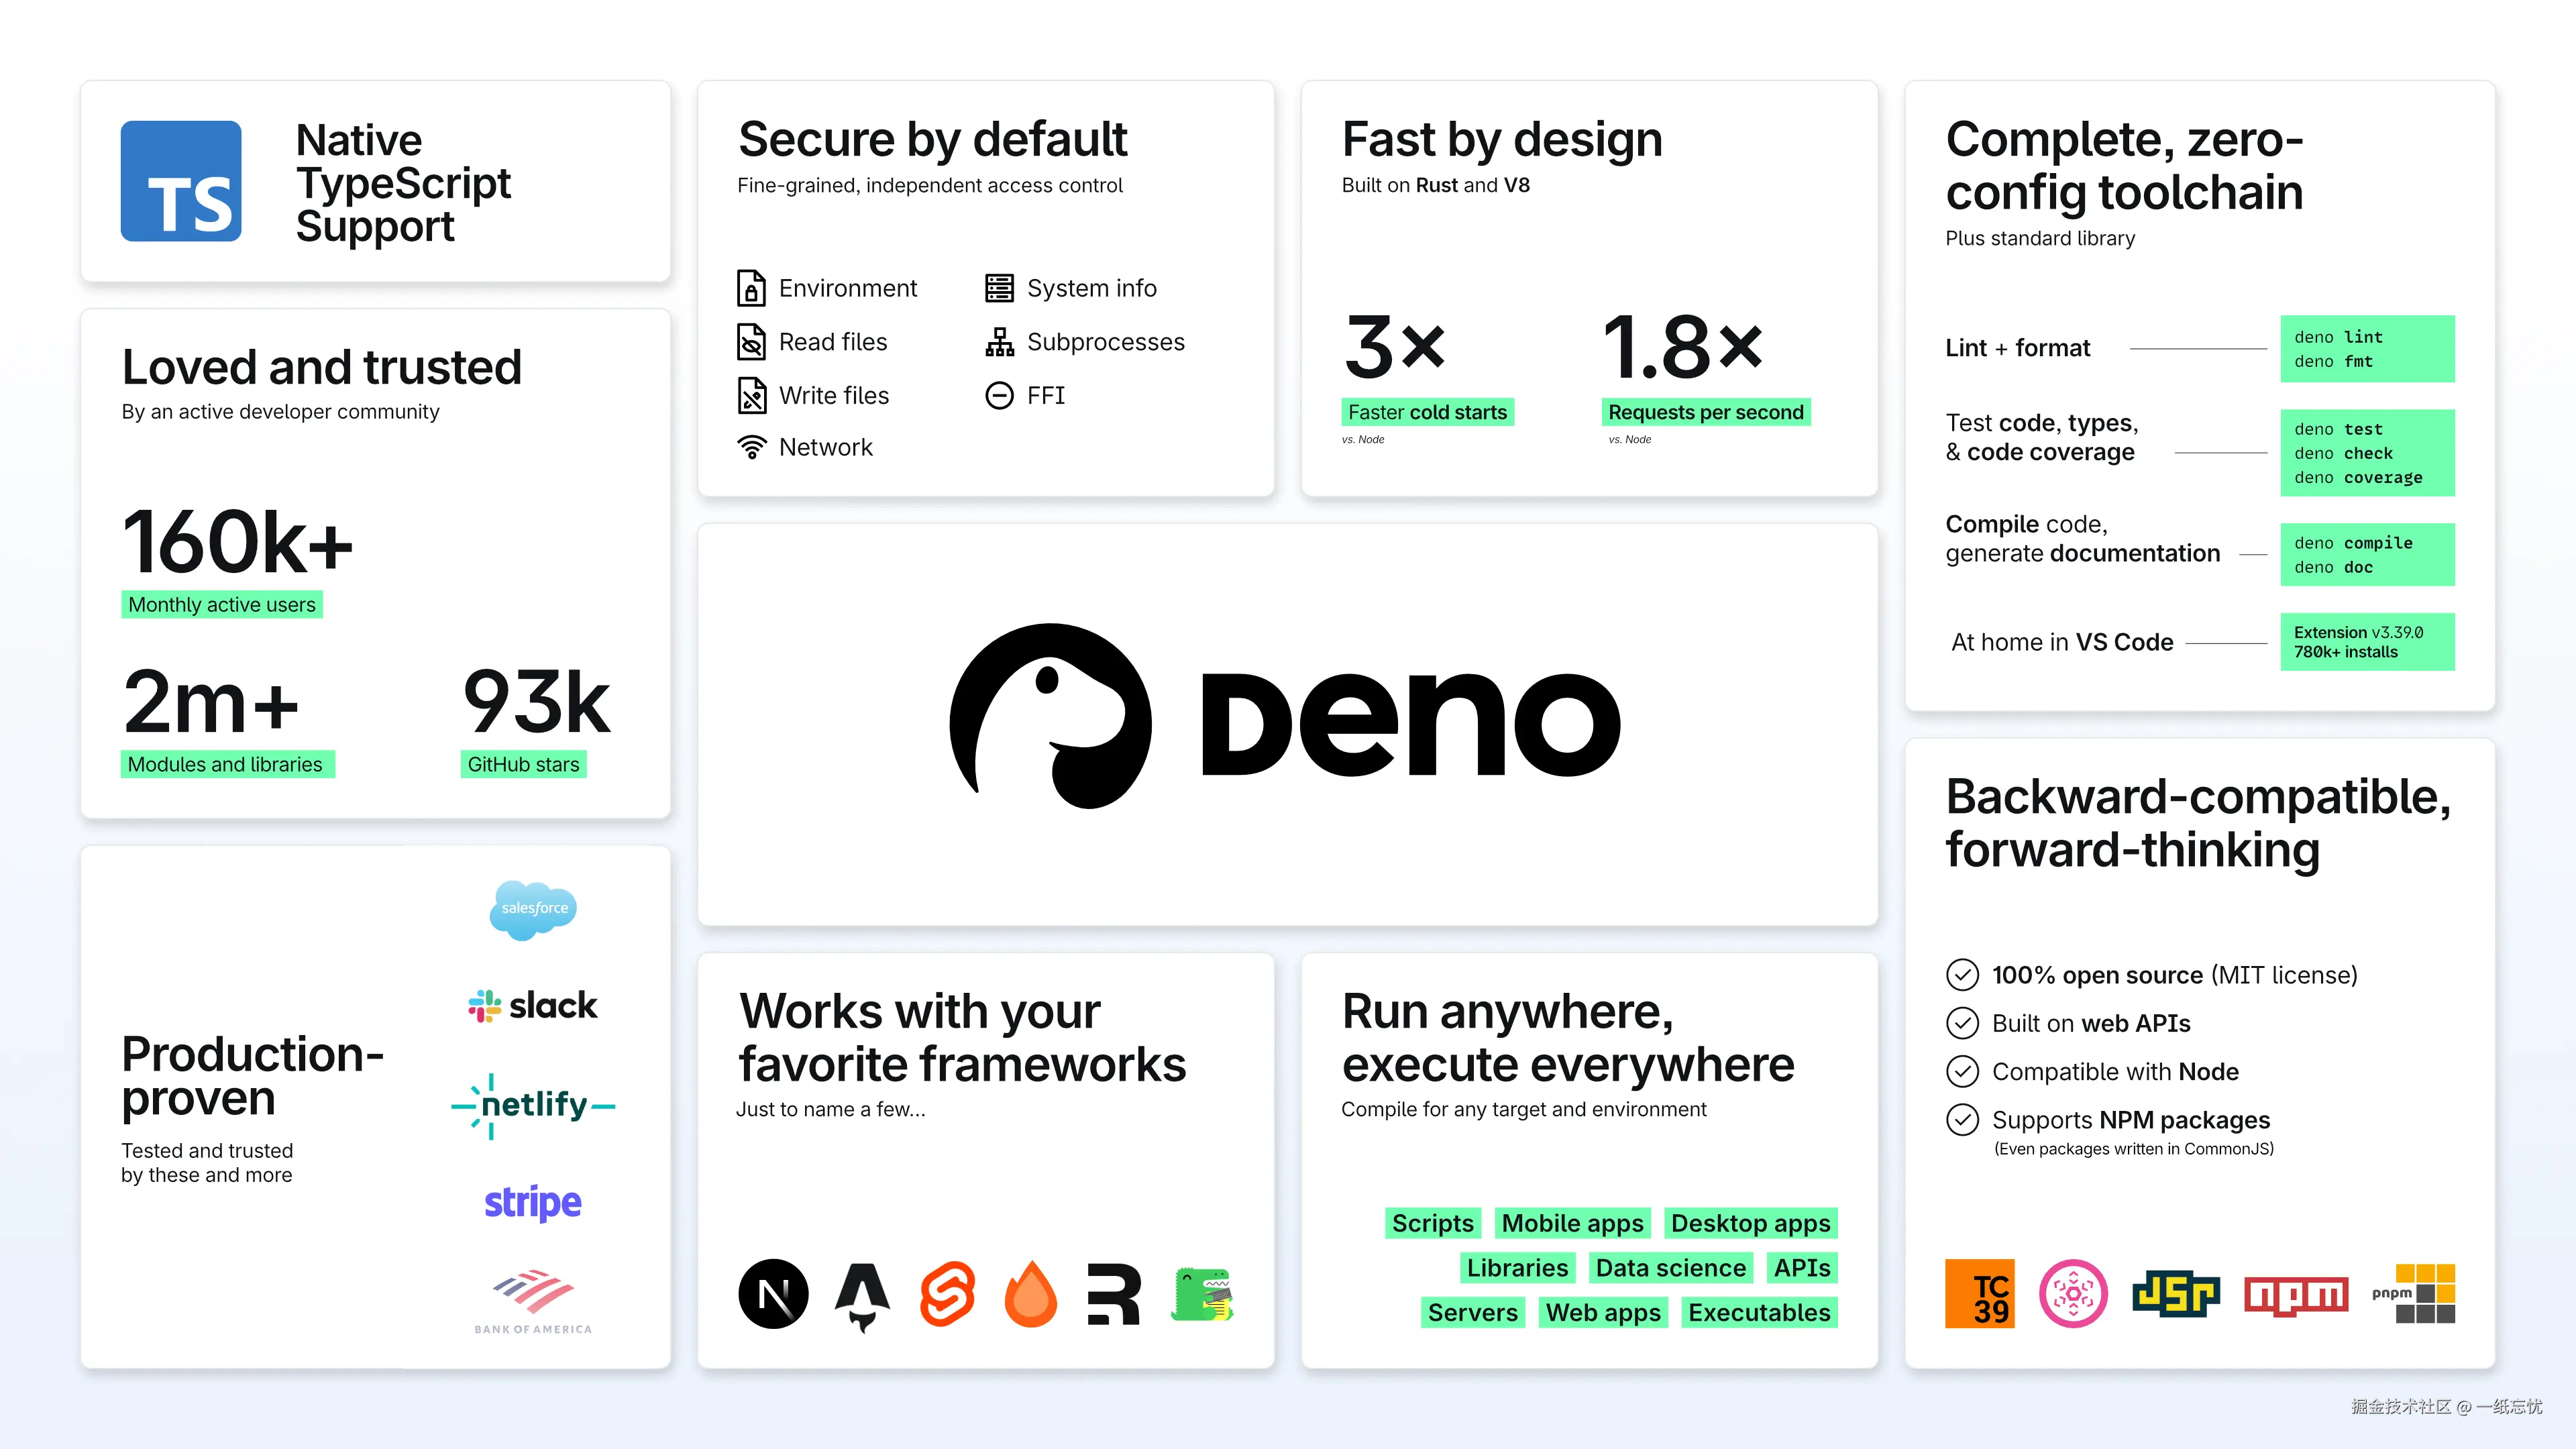 TS
Native
TypeScript
Support
Loved and trusted
By an active developer community
160k+
Monthly active users
2m+
Modules and libraries
93k
GitHub stars
Production-
proven
Tested and trusted
by these and more
salesforce
slack
netlify
stripe
BANK OF AMERICA
Secure by default
Fine-grained, independent access control
Environment
Read files
Write files
Network
System info
Subprocesses
FFI
Fast by design
Built on Rust and V8
3×
Faster cold starts
vs. Node
1.8×
Requests per second
vs. Node
Deno
Works with your
favorite frameworks
Just to name a few...
N
R
Run anywhere,
execute everywhere
Compile for any target and environment
Scripts Mobile apps Desktop apps
Libraries Data science APIs
Servers Web apps Executables
Complete, zero-
config toolchain
Plus standard library
Lint + format
deno lint
deno fmt
Test code, types,
& code coverage
deno test
deno check
deno coverage
Compile code,
generate documentation
deno compile
deno doc
At home in VS Code
Extension v3.39.0
780k+ installs
Backward-compatible,
forward-thinking
100% open source (MIT license)
Built on web APIs
Compatible with Node
Supports NPM packages
(Even packages written in CommonJS)
TC
39
JSR
npm
pnpm
掘金技术社区 @ 一纸忘忧